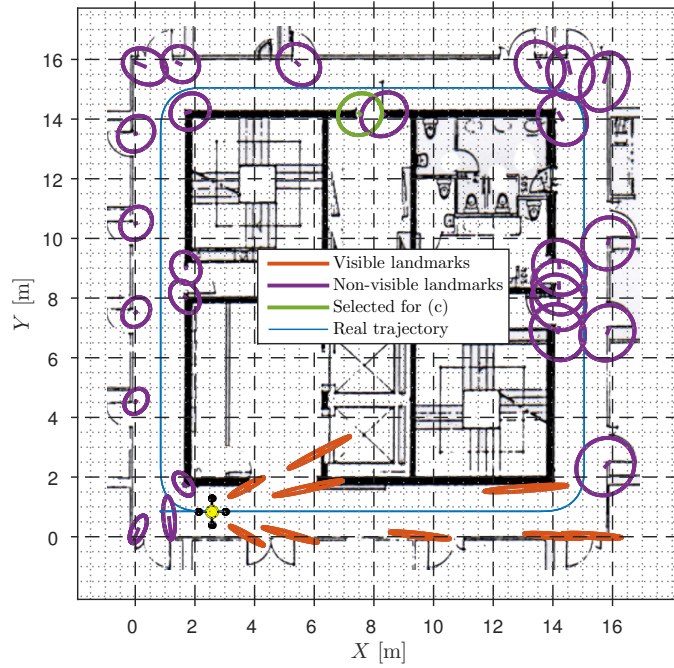 16
14
12
10
8
6
4
2
0
Y [m]
Visible landmarks
Non-visible landmarks
Selected for (c)
Real trajectory
0 2 4 6 8 10 12 14 16
X [m]